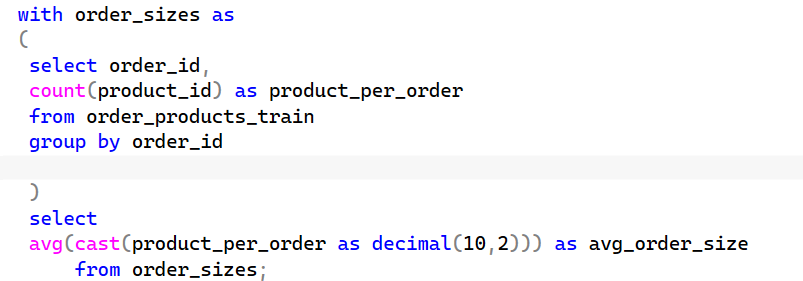 with order_sizes as
(
select order_id,
count(product_id) as product_per_order
from order_products_train
group by order_id
)
select
avg(cast(product_per_order as decimal(10,2))) as avg_order_size
from order_sizes;